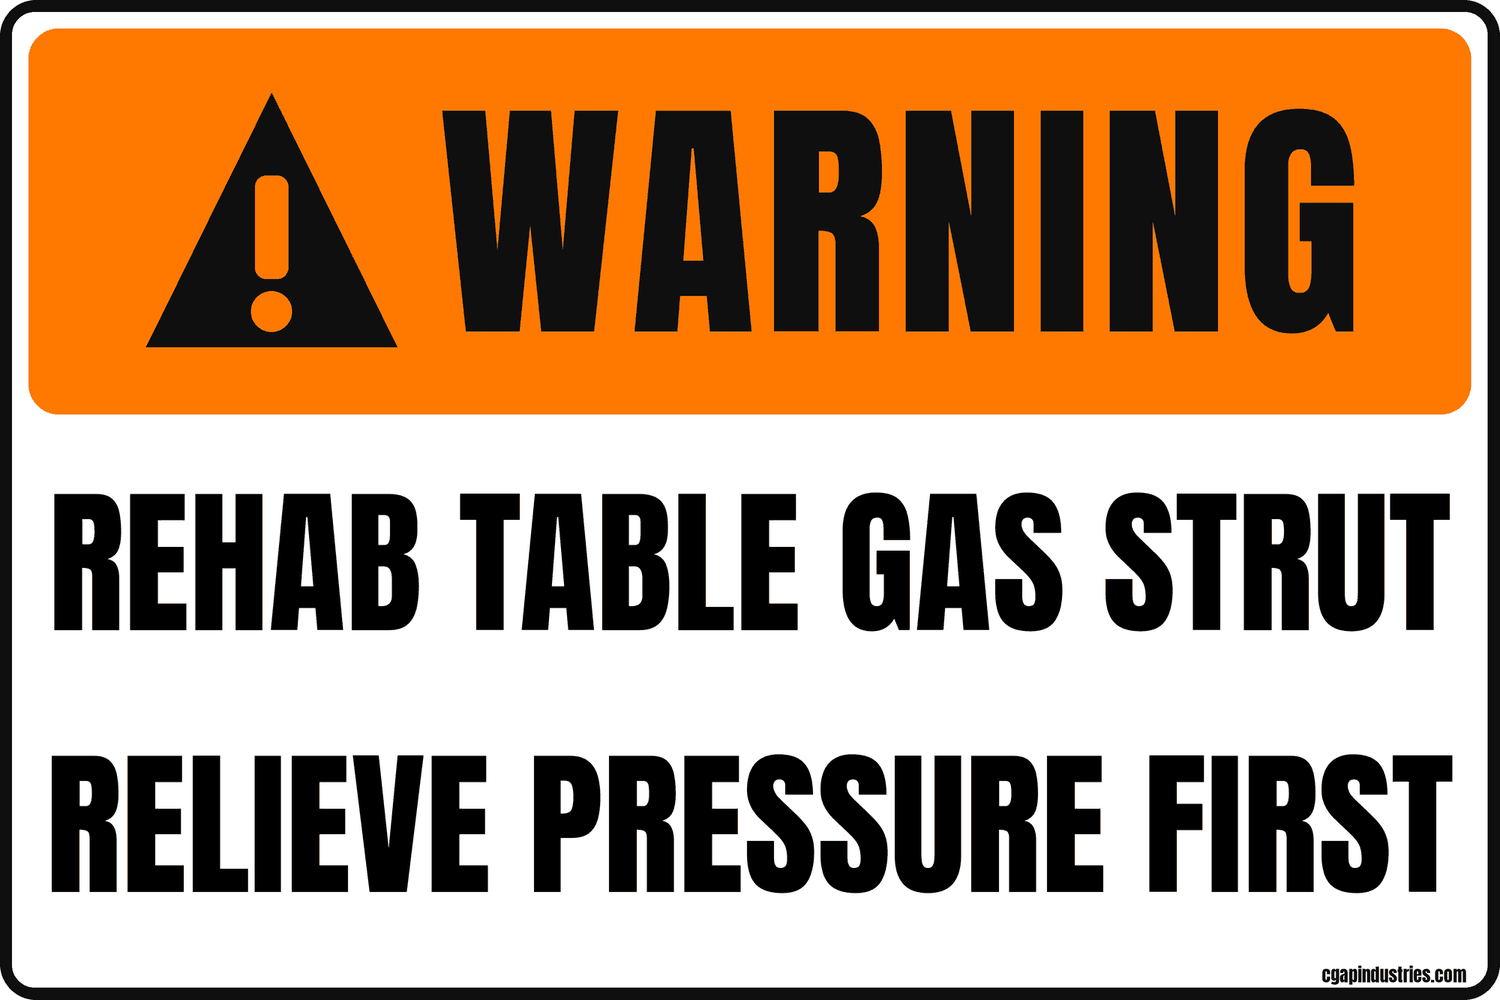 WARNING
REHAB TABLE GAS STRUT
RELIEVE PRESSURE FIRST
cgapindustries.com